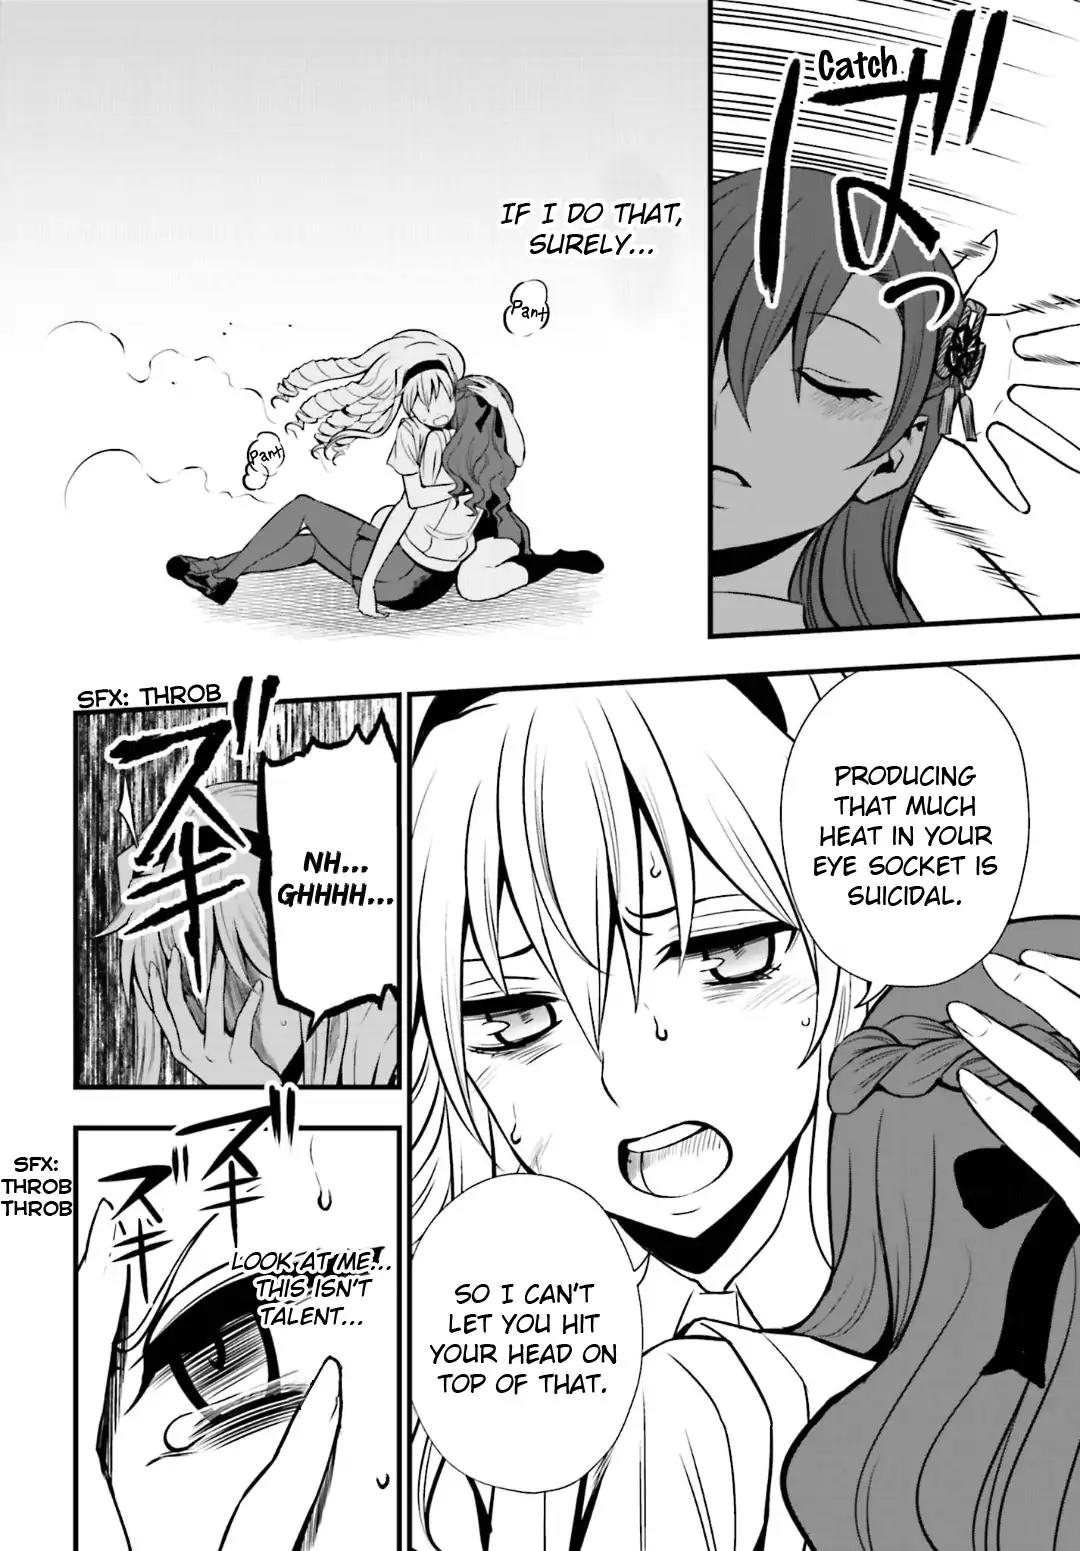 Catch
ばっ
IF I DO THAT,
SURELY...
Pant
Pant
PRODUCING
THAT MUCH
HEAT IN YOUR
EYE SOCKET IS
SUICIDAL.
SO I CAN'T
LET YOU HIT
YOUR HEAD ON
TOP OF THAT.
SFX: THROB
ズキ
NH...
GHHHH...
SFX:
THROB
THROB
ズキ
ズキ
LOOK AT ME...
THIS ISN'T
TALENT...